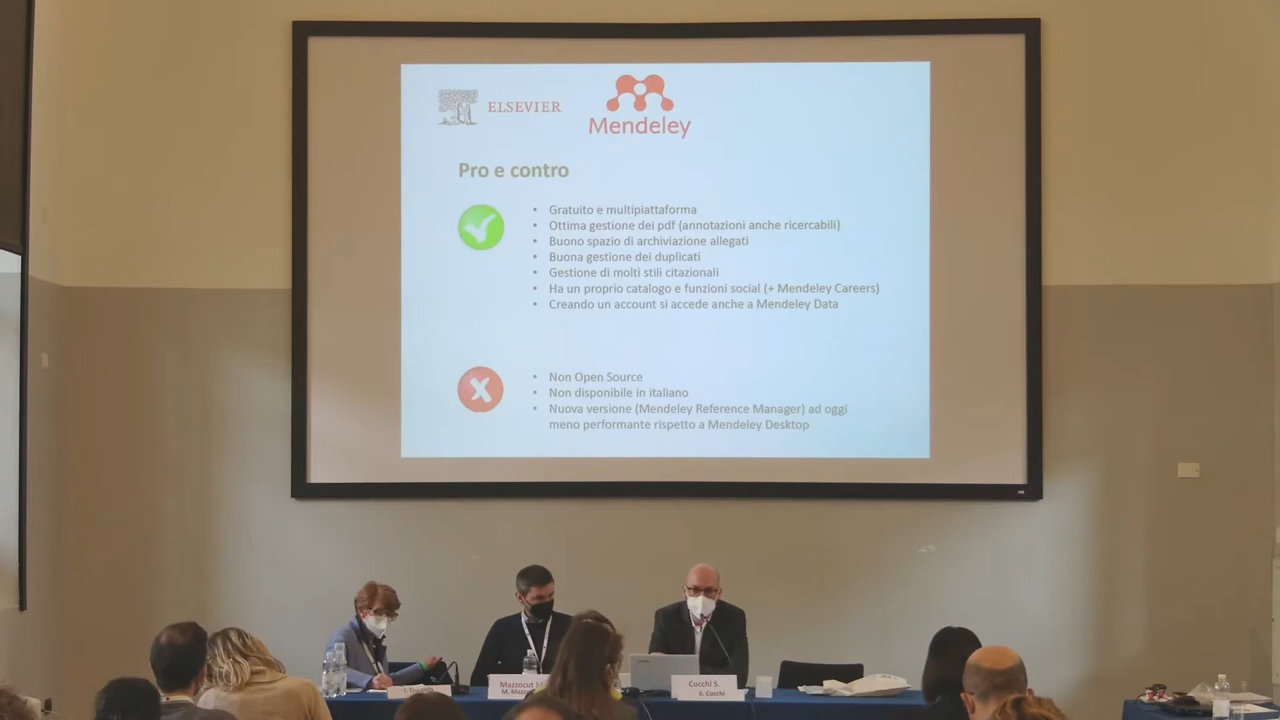 ELSEVIER
Mendeley
Pro e contro
• Gratuito e multipiattaforma
• Ottima gestione dei pdf (annotazioni anche ricercabili)
• Buono spazio di archiviazione allegati
• Buona gestione dei duplicati
• Gestione di molti stili citazionali
• Ha un proprio catalogo e funzioni social (+ Mendeley Careers)
• Creando un account si accede anche a Mendeley Data
• Non Open Source
• Non disponibile in italiano
• Nuova versione (Mendeley Reference Manager) ad oggi
meno performante rispetto a Mendeley Desktop
Mazzocut
Cocchi S.
S. Cocchi